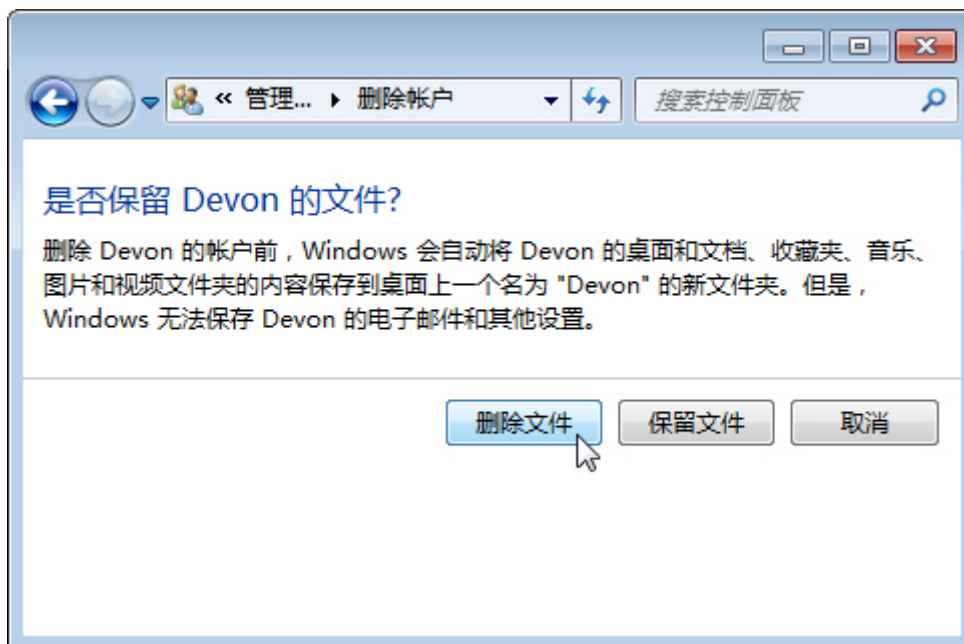 « 管理... ▸ 删除帐户
搜索控制面板
是否保留 Devon 的文件?
删除 Devon 的帐户前，Windows 会自动将 Devon 的桌面和文档、收藏夹、音乐、
图片和视频文件夹的内容保存到桌面上一个名为 "Devon" 的新文件夹。但是，
Windows 无法保存 Devon 的电子邮件和其他设置。
删除文件 保留文件 取消